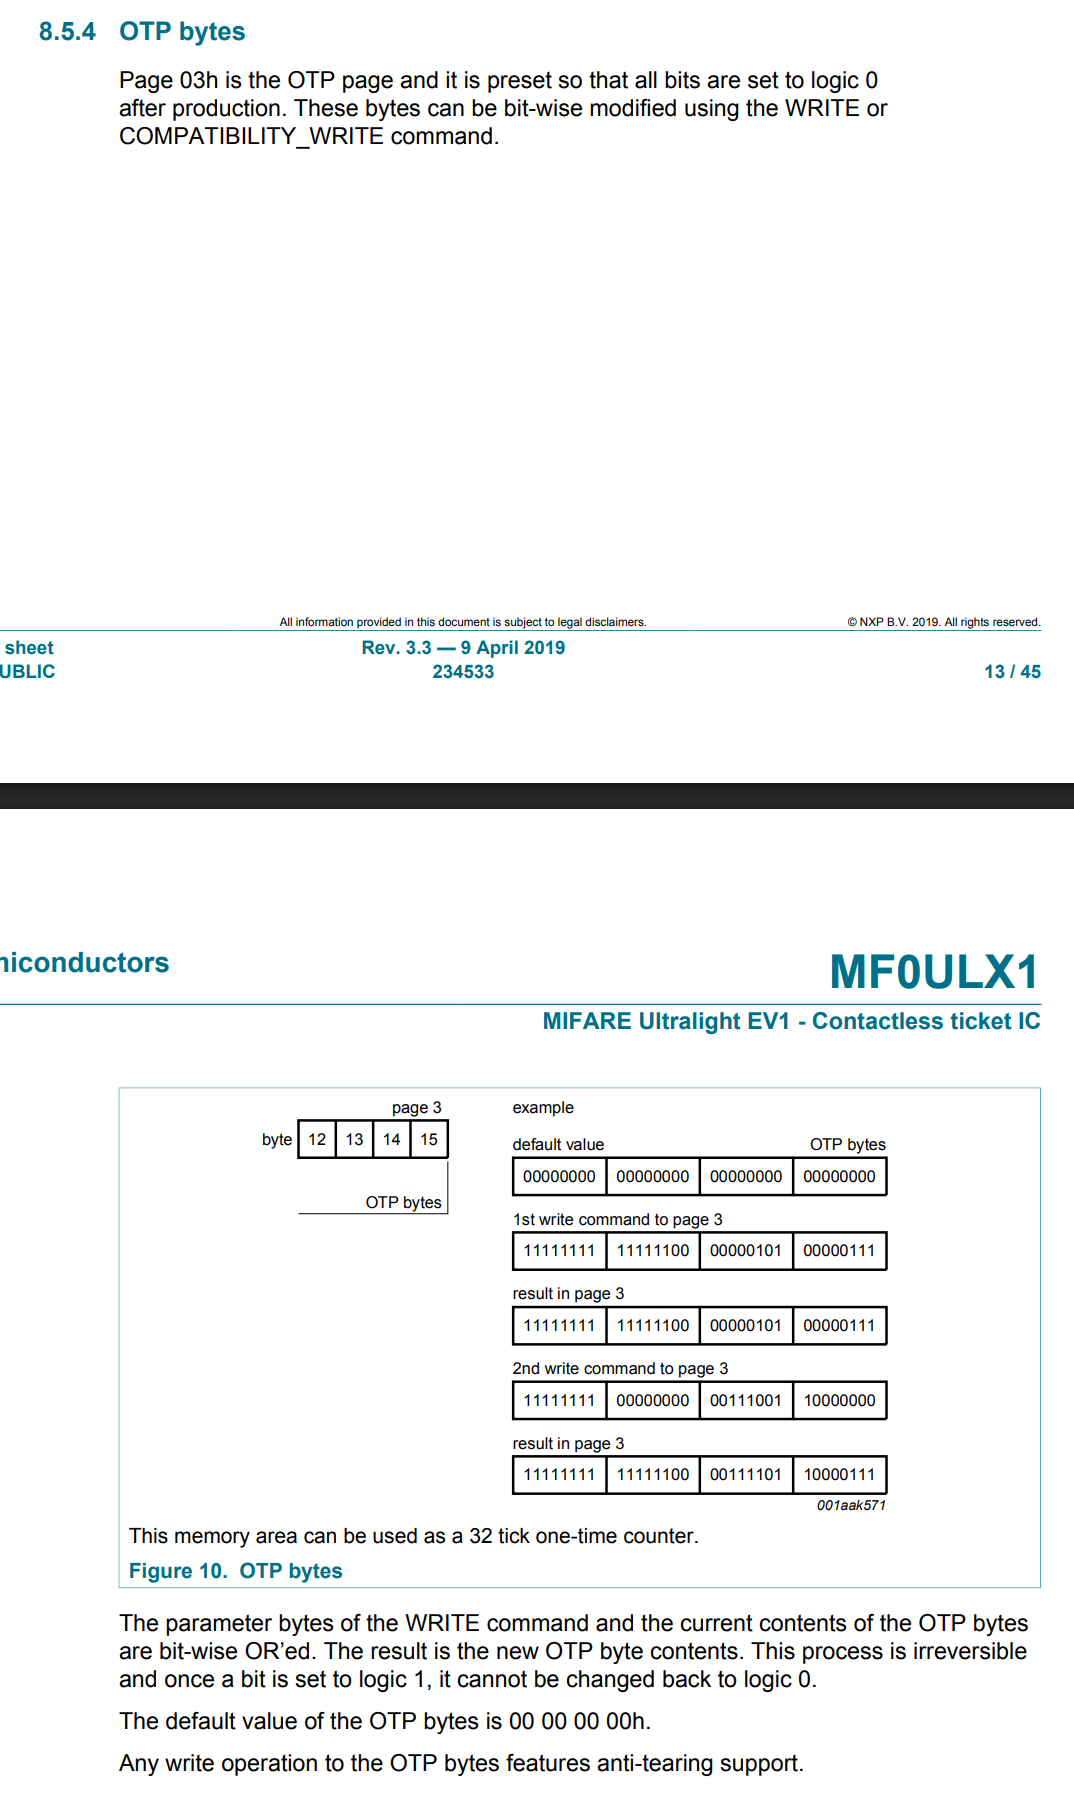 8.5.4 OTP bytes
Page 03h is the OTP page and it is preset so that all bits are set to logic 0
after production. These bytes can be bit-wise modified using the WRITE or
COMPATIBILITY_WRITE command.
All information provided in this document is subject to legal disclaimers.
© NXP B.V. 2019. All rights reserved.
sheet
Rev. 3.3 — 9 April 2019
UBLIC
234533
13 / 45
niconductors
MF0ULX1
MIFARE Ultralight EV1 - Contactless ticket IC
page 3
byte 12 13 14 15
OTP bytes
example
default value OTP bytes
00000000 00000000 00000000 00000000
1st write command to page 3
11111111 11111100 00000101 00000111
result in page 3
11111111 11111100 00000101 00000111
2nd write command to page 3
11111111 00000000 00111001 10000000
result in page 3
11111111 11111100 00111101 10000111
001aak571
This memory area can be used as a 32 tick one-time counter.
Figure 10. OTP bytes
The parameter bytes of the WRITE command and the current contents of the OTP bytes
are bit-wise OR’ed. The result is the new OTP byte contents. This process is irreversible
and once a bit is set to logic 1, it cannot be changed back to logic 0.
The default value of the OTP bytes is 00 00 00 00h.
Any write operation to the OTP bytes features anti-tearing support.